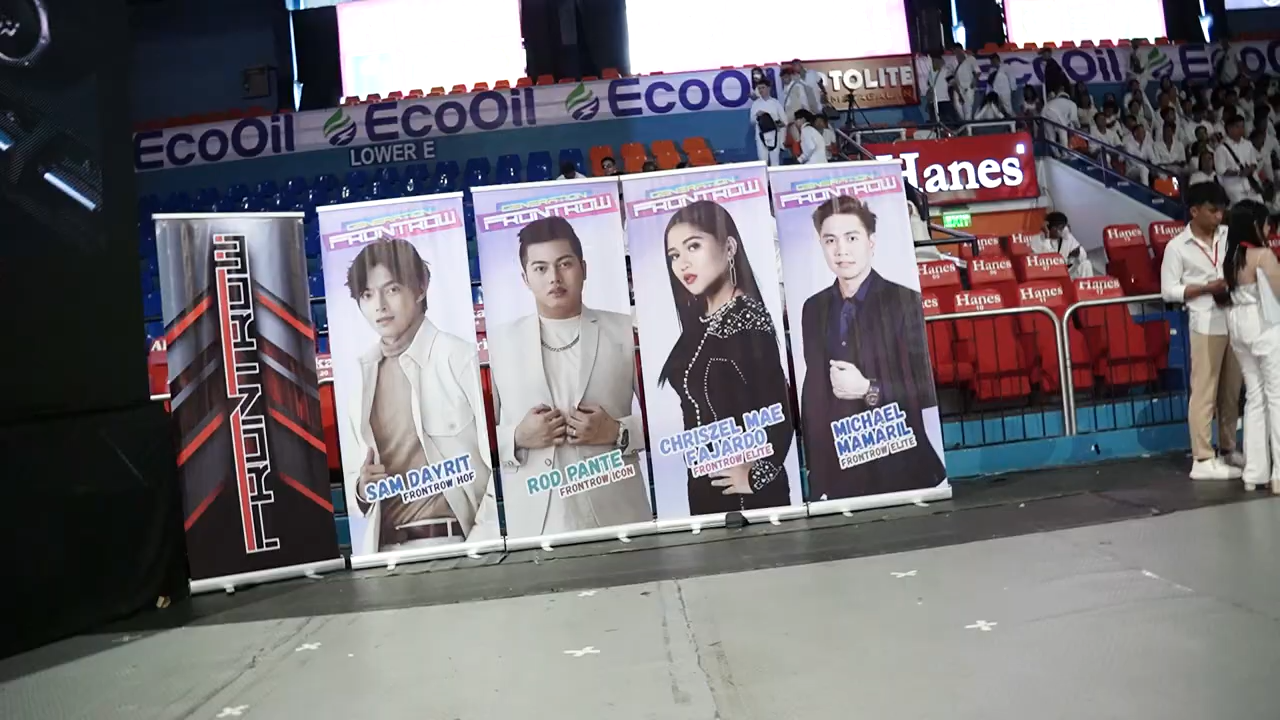 EcoOil EcoOil EcoOil
EcoOil
LOWER E
Hanes
EXIT
FRONTROW
GENERATION
FRONTROW
SAM DAYRIT
FRONTROW HOF
GENERATION
FRONTROW
ROD PANTE
FRONTROW ICON
GENERATION
FRONTROW
CHRISZEL MAE
FAJARDO
FRONTROW ELITE
GENERATION
FRONTROW
MICHAEL
MAMARIL
FRONTROW ELITE
Hanes
Hanes
Hanes
Hanes
Hanes
Hanes
Hanes